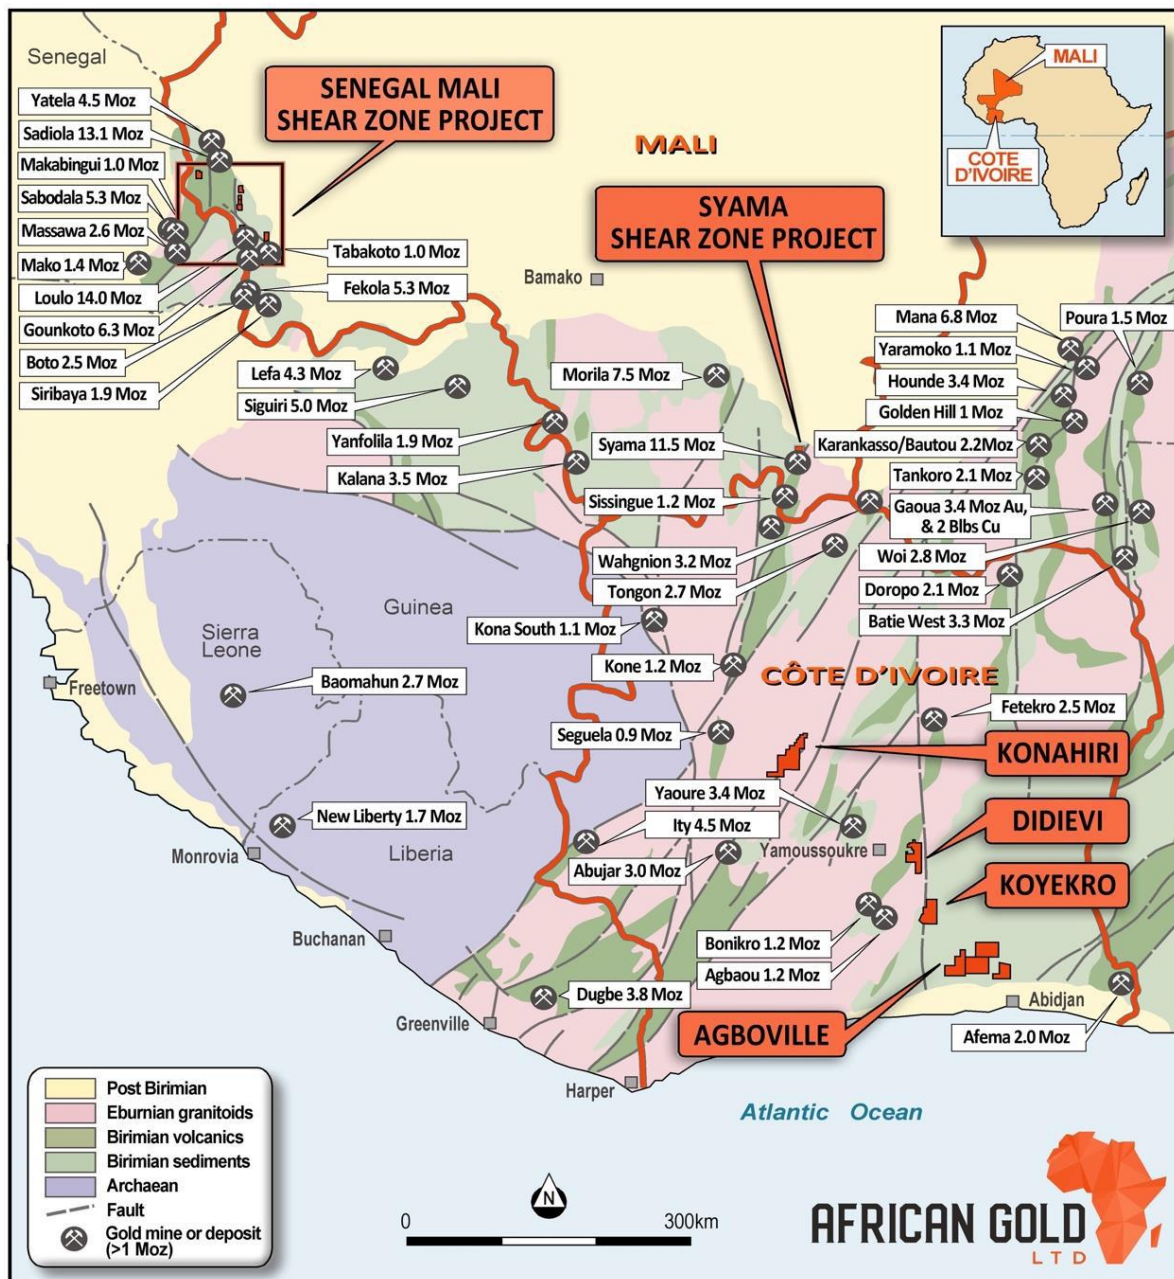 Senegal
Yatela 4.5 Moz
Sadiola 13.1 Moz
Makabingui 1.0 Moz
Sabodala 5.3 Moz
Massawa 2.6 Moz
Mako 1.4 Moz
Loulo 14.0 Moz
Gounkoto 6.3 Moz
Boto 2.5 Moz
Siribaya 1.9 Moz
SENEGAL MALI
SHEAR ZONE PROJECT
Tabakoto 1.0 Moz
Fekola 5.3 Moz
MALI
SYAMA
SHEAR ZONE PROJECT
MALI
COTE
D'IVOIRE
Bamako
Lefa 4.3 Moz
Siguiri 5.0 Moz
Yanfolila 1.9 Moz
Kalana 3.5 Moz
Morila 7.5 Moz
Syama 11.5 Moz
Sissingue 1.2 Moz
Wahgnion 3.2 Moz
Tongon 2.7 Moz
Mana 6.8 Moz
Poura 1.5 Moz
Yaramoko 1.1 Moz
Hounde 3.4 Moz
Golden Hill 1 Moz
Karankasso/Bautou 2.2Moz
Tankoro 2.1 Moz
Gaoua 3.4 Moz Au,
& 2 Blbs Cu
Woi 2.8 Moz
Doropo 2.1 Moz
Batie West 3.3 Moz
Guinea
Sierra
Leone
Freetown
Baomahun 2.7 Moz
Kona South 1.1 Moz
Kone 1.2 Moz
CÔTE D'IVOIRE
Seguela 0.9 Moz
Fetekro 2.5 Moz
KONAHIRI
New Liberty 1.7 Moz
Monrovia
Liberia
Yaoure 3.4 Moz
Ity 4.5 Moz
Abujar 3.0 Moz
Yamoussoukre
DIDIEVI
KOYEKRO
Buchanan
Bonikro 1.2 Moz
Agbaou 1.2 Moz
Dugbe 3.8 Moz
Greenville
AGBOVILLE
Abidjan
Afema 2.0 Moz
Harper
Atlantic Ocean
Post Birimian
Eburnian granitoids
Birimian volcanics
Birimian sediments
Archaean
Fault
Gold mine or deposit
(>1 Moz)
N
0 300km
AFRICAN GOLD
LTD